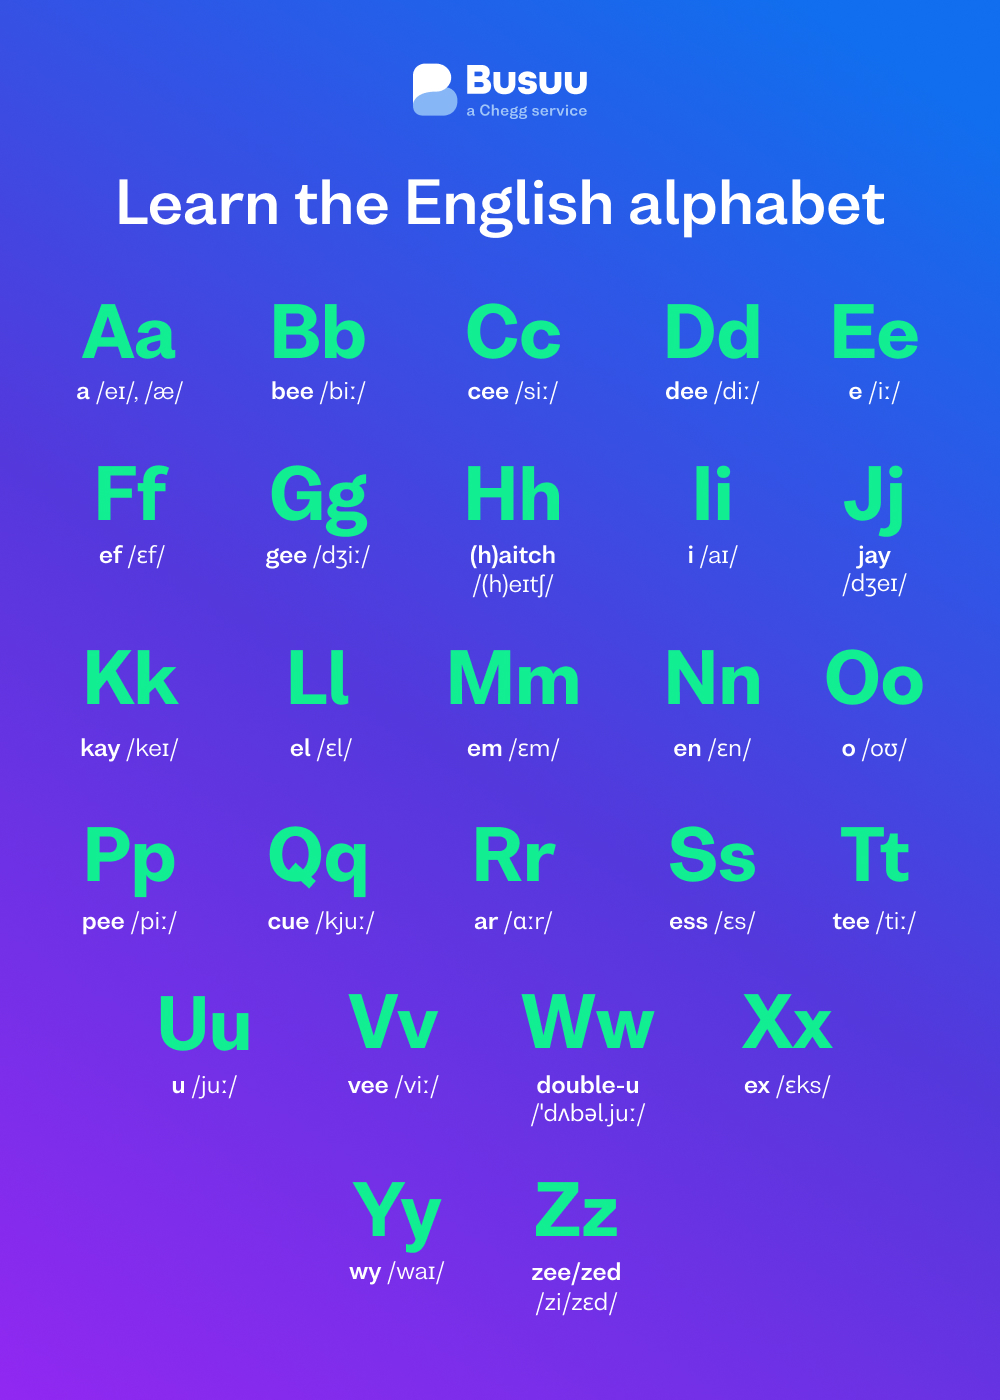 Busuu
a Chegg service
Learn the English alphabet
Aa Bb Cc Dd Ee
a /eɪ/, /æ/ bee /biː/ cee /siː/ dee /diː/ e /iː/
Ff Gg Hh Ii Jj
ef /ɛf/ gee /dʒiː/ (h)aitch i /aɪ/ jay
/(h)eɪtʃ/ /dʒeɪ/
Kk Ll Mm Nn Oo
kay /keɪ/ el /ɛl/ em /ɛm/ en /ɛn/ o /oʊ/
Pp Qq Rr Ss Tt
pee /piː/ cue /kjuː/ ar /ɑːr/ ess /ɛs/ tee /tiː/
Uu Vv Ww Xx
u /juː/ vee /viː/ double-u ex /ɛks/
/ˈdʌbəl.juː/
Yy Zz
wy /waɪ/ zee/zed
/zi/zɛd/